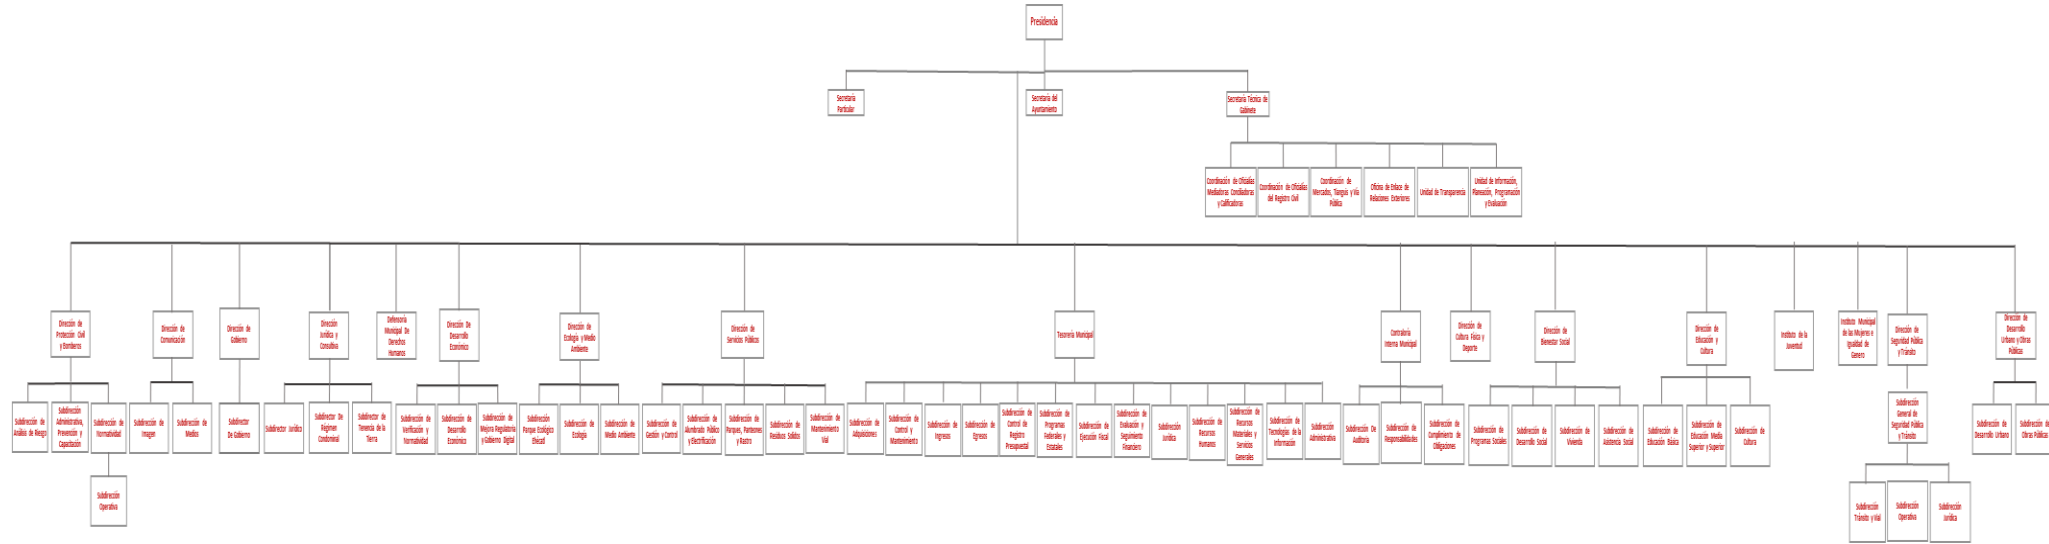 Presidencia
Secretaría
Particular
Secretaría del
Ayuntamiento
Secretaría Técnica de
Gabinete
Coordinación de Oficialías
Mediadoras Conciliadoras
y Calificadoras
Coordinación de Oficialías
del Registro Civil
Coordinación de
Mercados, Tianguis y Vía
Pública
Oficina de Enlace de
Relaciones Exteriores
Unidad de Transparencia
Unidad de Información,
Planeación, Programación
y Evaluación
Dirección de
Protección Civil
y Bomberos
Dirección de
Comunicación
Dirección de
Gobierno
Dirección
Jurídica y
Consultiva
Defensoría
Municipal De
Derechos
Humanos
Dirección De
Desarrollo
Económico
Dirección de
Ecología y Medio
Ambiente
Dirección de
Servicios Públicos
Tesorería Municipal
Contraloría
Interna Municipal
Dirección de
Cultura Física y
Deporte
Dirección de
Bienestar Social
Dirección de
Educación y
Cultura
Instituto de la
Juventud
Instituto Municipal
de las Mujeres e
Igualdad de
Genero
Dirección de
Seguridad Pública
y Tránsito
Dirección de
Desarrollo
Urbano y Obras
Públicas
Subdirección de
Análisis de Riesgo
Subdirección
Administrativa,
Prevención y
Capacitación
Subdirección de
Normatividad
Subdirección de
Imagen
Subdirección de
Medios
Subdirector
De Gobierno
Subdirector Jurídico
Subdirector De
Régimen
Condominal
Subdirector de
Tenencia de la
Tierra
Subdirección de
Verificación y
Normatividad
Subdirección de
Desarrollo
Económico
Subdirección de
Mejora Regulatoria
y Gobierno Digital
Subdirección
Parque Ecológico
Ehécatl
Subdirección de
Ecología
Subdirección de
Medio Ambiente
Subdirección de
Gestión y Control
Subdirección de
Alumbrado Público
y Electrificación
Subdirección de
Parques, Panteones
y Rastro
Subdirección de
Residuos Solidos
Subdirección de
Mantenimiento
Vial
Subdirección de
Adquisiciones
Subdirección de
Control y
Mantenimiento
Subdirección de
Ingresos
Subdirección de
Egresos
Subdirección de
Control de
Registro
Presupuestal
Subdirección de
Programas
Federales y
Estatales
Subdirección de
Ejecución Fiscal
Subdirección de
Evaluación y
Seguimiento
Financiero
Subdirección
Jurídica
Subdirección de
Recursos
Humanos
Subdirección de
Recursos
Materiales y
Servicios
Generales
Subdirección de
Tecnologías de la
Información
Subdirección
Administrativa
Subdirección De
Auditoría
Subdirección de
Responsabilidades
Subdirección de
Cumplimiento de
Obligaciones
Subdirección de
Programas Sociales
Subdirección de
Desarrollo Social
Subdirección de
Vivienda
Subdirección de
Asistencia Social
Subdirección de
Educación Básica
Subdirección de
Educación Media
Superior y Superior
Subdirección de
Cultura
Subdirección
General de
Seguridad Pública
y Tránsito
Subdirección de
Desarrollo Urbano
Subdirección de
Obras Públicas
Subdirección
Operativa
Subdirección
Tránsito y Vial
Subdirección
Operativa
Subdirección
Jurídica